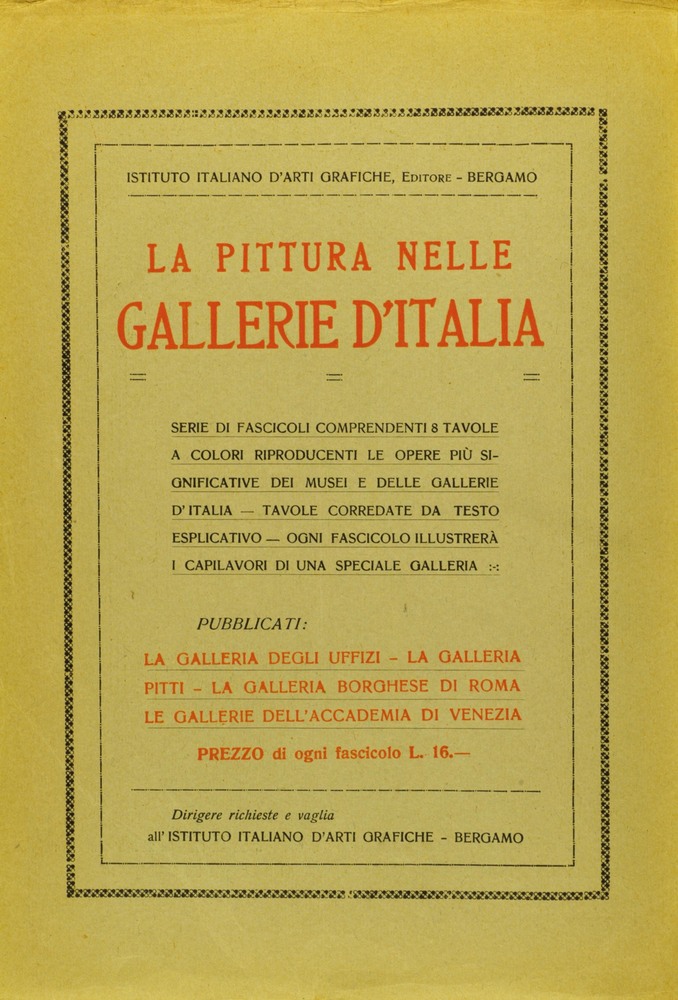 ISTITUTO ITALIANO D'ARTI GRAFICHE, EDITORE - BERGAMO
LA PITTURA NELLE
GALLERIE D'ITALIA
SERIE DI FASCICOLI COMPRENDENTI 8 TAVOLE
A COLORI RIPRODUCENTI LE OPERE PIÙ SI-
GNIFICATIVE DEI MUSEI E DELLE GALLERIE
D'ITALIA — TAVOLE CORREDATE DA TESTO
ESPLICATIVO — OGNI FASCICOLO ILLUSTRERÀ
I CAPILAVORI DI UNA SPECIALE GALLERIA :-:
PUBBLICATI:
LA GALLERIA DEGLI UFFIZI - LA GALLERIA
PITTI - LA GALLERIA BORGHESE DI ROMA
LE GALLERIE DELL'ACCADEMIA DI VENEZIA
PREZZO di ogni fascicolo L. 16.—
Dirigere richieste e vaglia
all'ISTITUTO ITALIANO D'ARTI GRAFICHE - BERGAMO